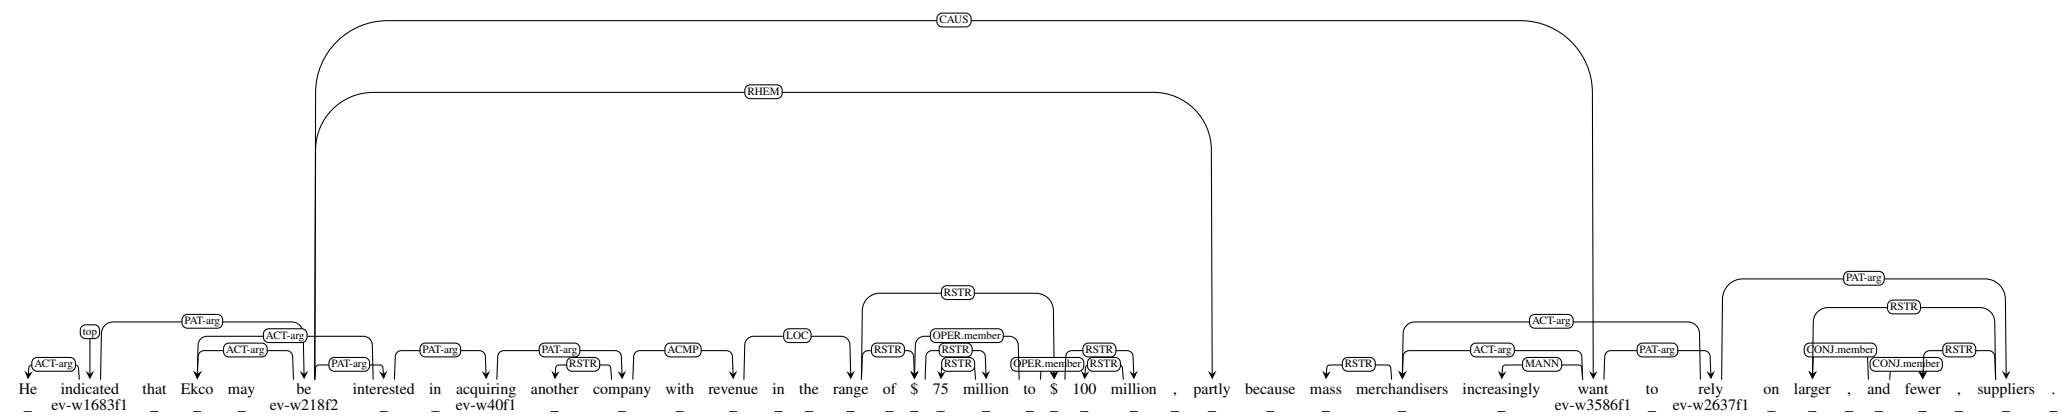 CAUS
RHEM
PAT-arg
RSTR
top PAT-arg RSTR
ACT-arg
ACT-arg LOC OPER.member
ACT-arg PAT-arg PAT-arg ACMP RSTR RSTR RSTR ACT-arg PAT-arg CONJ.member RSTR
ACT-arg PAT-arg RSTR RSTR OPER.member RSTR RSTR MANN CONJ.member
He indicated that Ekco may be interested in acquiring another company with revenue in the range of $ 75 million to $ 100 million , partly because mass merchandisers increasingly want to rely on larger , and fewer , suppliers .
_ ev-w1683f1 _ _ _ ev-w218f2 _ _ ev-w40f1 _ _ _ _ _ _ _ _ _ _ _ _ _ _ _ _ _ _ _ _ _ ev-w3586f1 _ ev-w2637f1 _ _ _ _ _ _ _ _